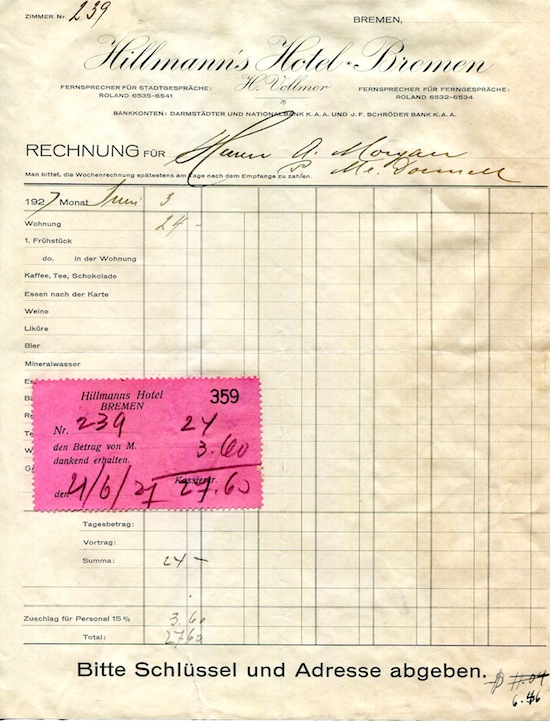 ZIMMER Nr. 239
BREMEN,
Hillmann's Hotel - Bremen
FERNSPRECHER FÜR STADTGESPRÄCHE:
ROLAND 6535-6541
H. Vollmer
FERNSPRECHER FÜR FERNGESPRÄCHE:
ROLAND 6532-6534
BANKKONTEN: DARMSTÄDTER UND NATIONALBANK K.A.A. UND J.F. SCHRÖDER BANK K.A.A.
RECHNUNG FÜR Herrn A. Morgan
P. McDonnell
Man bittet, die Wochenrechnung spätestens am Tage nach dem Empfange zu zahlen.
1927 Monat Juni 3
Wohnung 24 -
1. Frühstück
do. in der Wohnung
Kaffee, Tee, Schokolade
Essen nach der Karte
Weine
Liköre
Bier
Mineralwasser
Hillmanns Hotel 359
BREMEN
Nr. 239 24
den Betrag von M. 3.60
dankend erhalten.
Kassierer.
den 4/6/27 27.60
Tagesbetrag:
Vortrag:
Summa: 24 -
Zuschlag für Personal 15% 3.60
Total: 27.60
Bitte Schlüssel und Adresse abgeben.